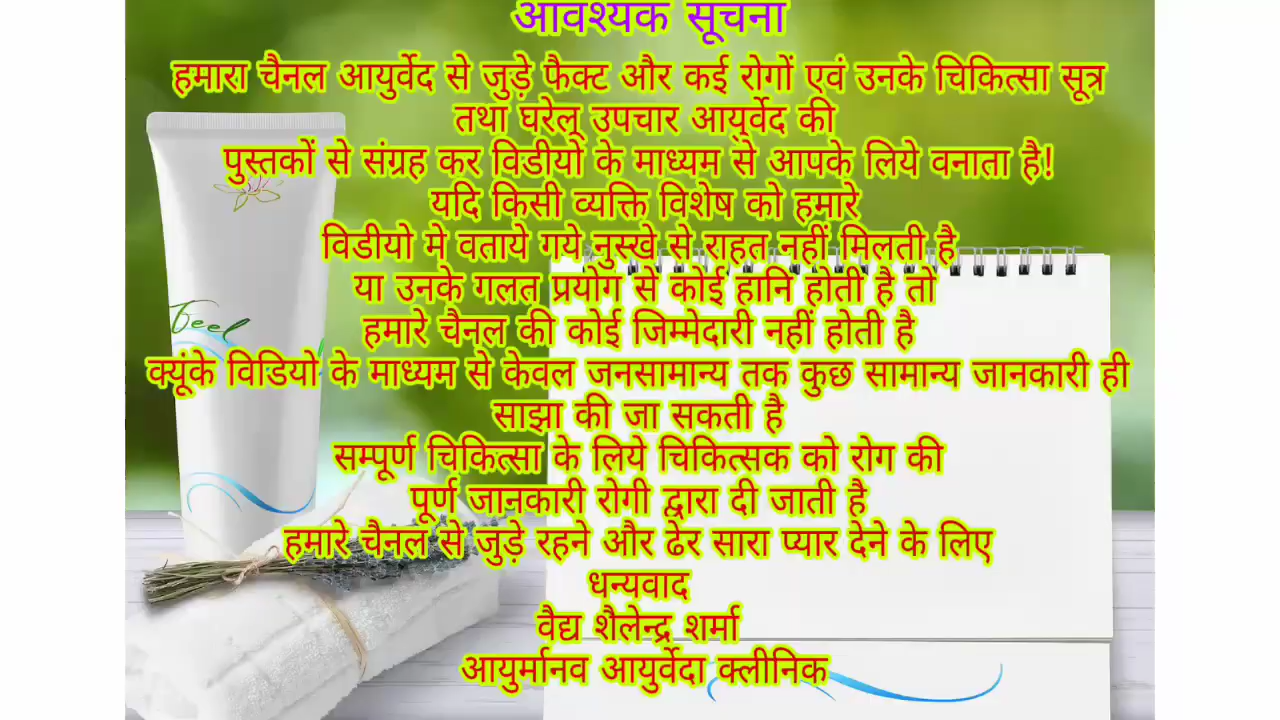 आवश्यक सूचना
हमारा चैनल आयुर्वेद से जुड़े फैक्ट और कई रोगों एवं उनके चिकित्सा सूत्र
तथा घरेलू उपचार आयुर्वेद की
पुस्तकों से संग्रह कर विडीयो के माध्यम से आपके लिये वनाता है!
यदि किसी व्यक्ति विशेष को हमारे
विडीयो मे वताये गये नुस्खे से राहत नहीं मिलती है
या उनके गलत प्रयोग से कोई हानि होती है तो
हमारे चैनल की कोई जिम्मेदारी नहीं होती है
क्यूंके विडियो के माध्यम से केवल जनसामान्य तक कुछ सामान्य जानकारी ही
साझा की जा सकती है
सम्पूर्ण चिकित्सा के लिये चिकित्सक को रोग की
पूर्ण जानकारी रोगी द्वारा दी जाती है
हमारे चैनल से जुड़े रहने और ढेर सारा प्यार देने के लिए
धन्यवाद
वैद्य शैलेन्द्र शर्मा
आयुर्मानव आयुर्वेदा क्लीनिक
Feel